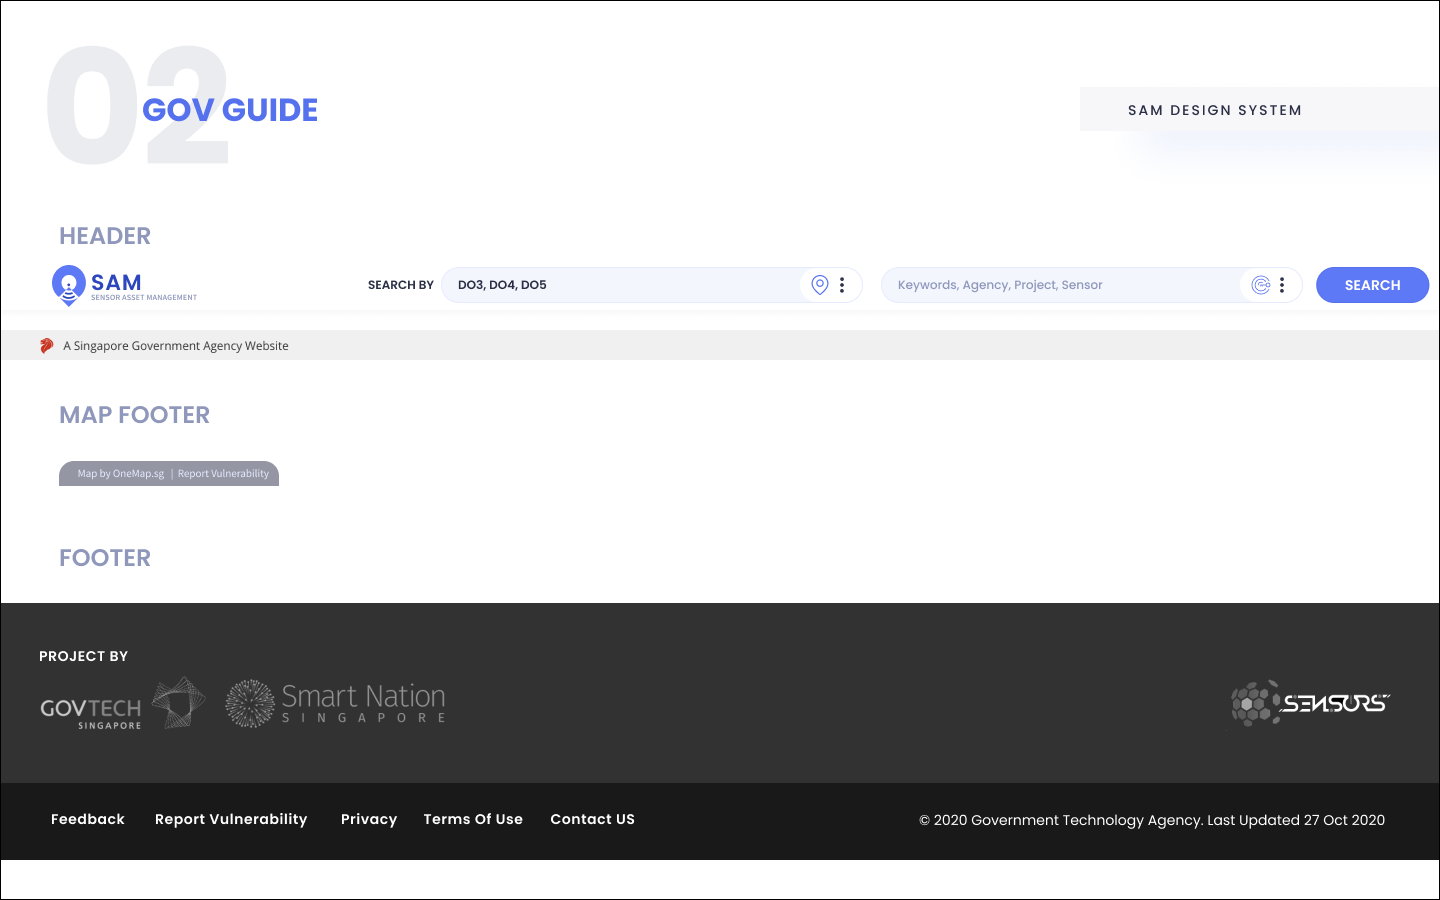 02
GOV GUIDE
SAM DESIGN SYSTEM
HEADER
SAM
SENSOR ASSET MANAGEMENT
SEARCH BY
DO3, DO4, DO5
Keywords, Agency, Project, Sensor
SEARCH
A Singapore Government Agency Website
MAP FOOTER
Map by OneMap.sg | Report Vulnerability
FOOTER
PROJECT BY
GOVTECH
SINGAPORE
Smart Nation
SINGAPORE
SENSORS
Feedback Report Vulnerability Privacy Terms Of Use Contact US
© 2020 Government Technology Agency. Last Updated 27 Oct 2020